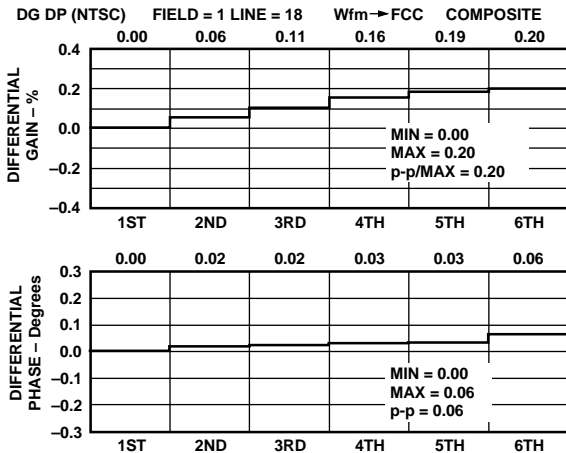 DG DP (NTSC) FIELD = 1 LINE = 18 Wfm→FCC COMPOSITE
0.00 0.06 0.11 0.16 0.19 0.20
DIFFERENTIAL
GAIN – %
0.4
0.2
0.0
–0.2
–0.4
MIN = 0.00
MAX = 0.20
p-p/MAX = 0.20
1ST 2ND 3RD 4TH 5TH 6TH
0.00 0.02 0.02 0.03 0.03 0.06
DIFFERENTIAL
PHASE – Degrees
0.3
0.2
0.1
0.0
–0.1
–0.2
–0.3
MIN = 0.00
MAX = 0.06
p-p = 0.06
1ST 2ND 3RD 4TH 5TH 6TH